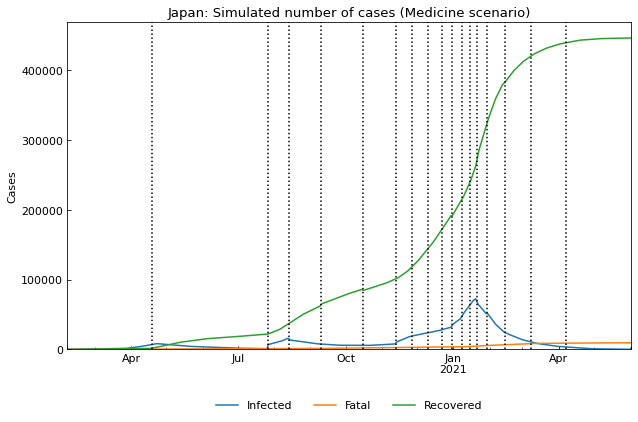 Japan: Simulated number of cases (Medicine scenario)
400000
300000
200000
100000
0
Cases
Apr
Jul
Oct
Jan
2021
Apr
Infected
Fatal
Recovered